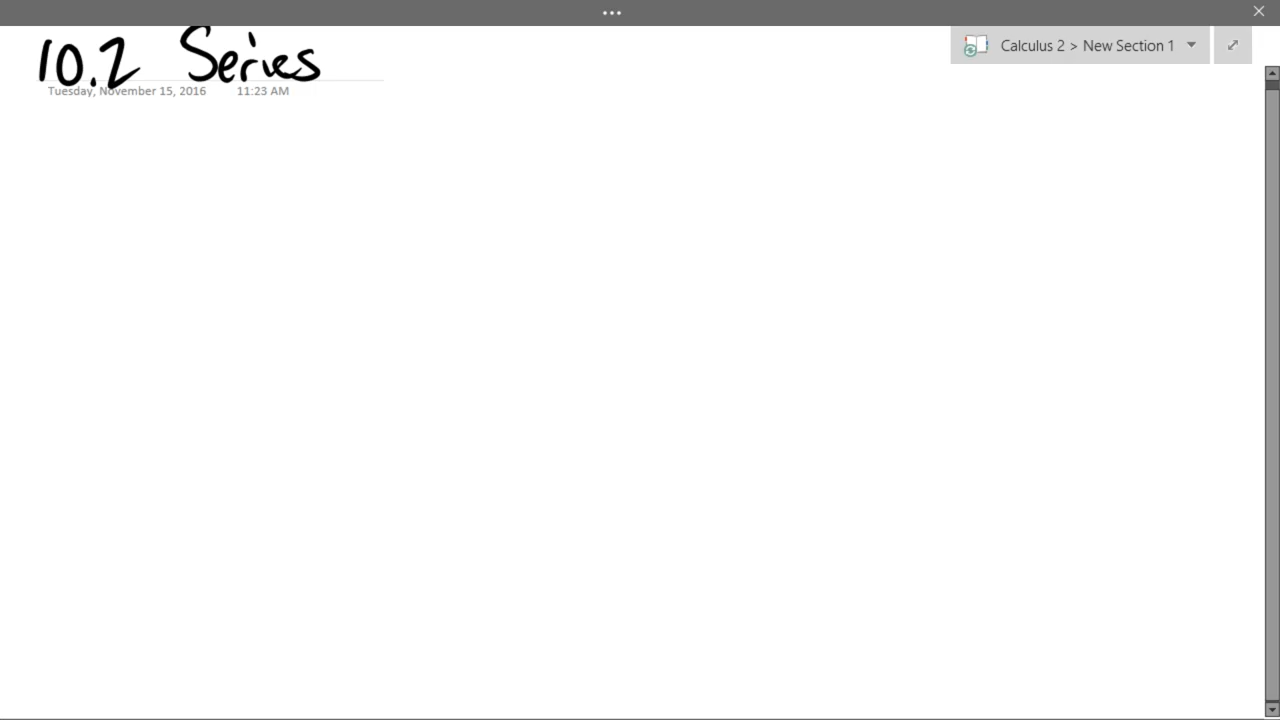 10.2 Series
Calculus 2 > New Section 1
Tuesday, November 15, 2016 11:23 AM